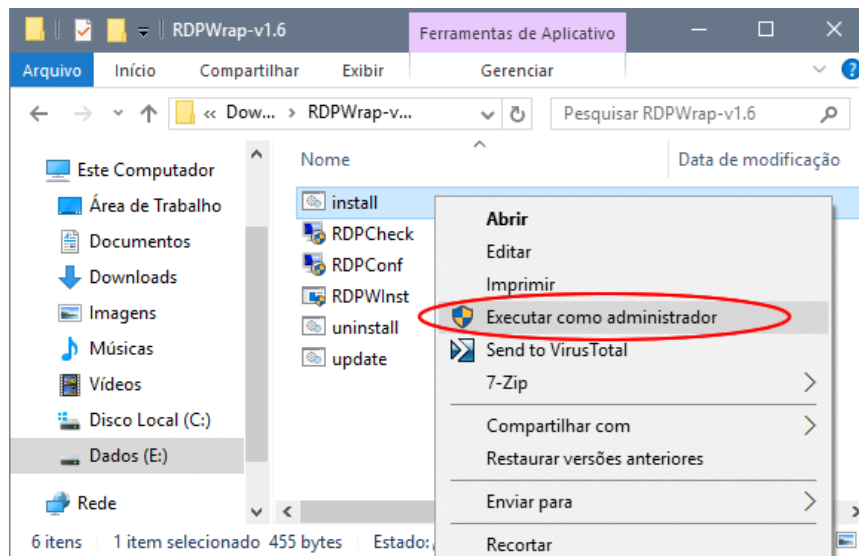 RDPWrap-v1.6
Ferramentas de Aplicativo
Arquivo Início Compartilhar Exibir Gerenciar ?
« Dow... > RDPWrap-v... Pesquisar RDPWrap-v1.6
Este Computador
Área de Trabalho
Documentos
Downloads
Imagens
Músicas
Vídeos
Disco Local (C:)
Dados (E:)
Rede
Nome Data de modificação
install
RDPCheck
RDPConf
RDPWInst
uninstall
update
Abrir
Editar
Imprimir
Executar como administrador
Send to VirusTotal
7-Zip
Compartilhar com
Restaurar versões anteriores
Enviar para
Recortar
6 itens 1 item selecionado 455 bytes Estado: